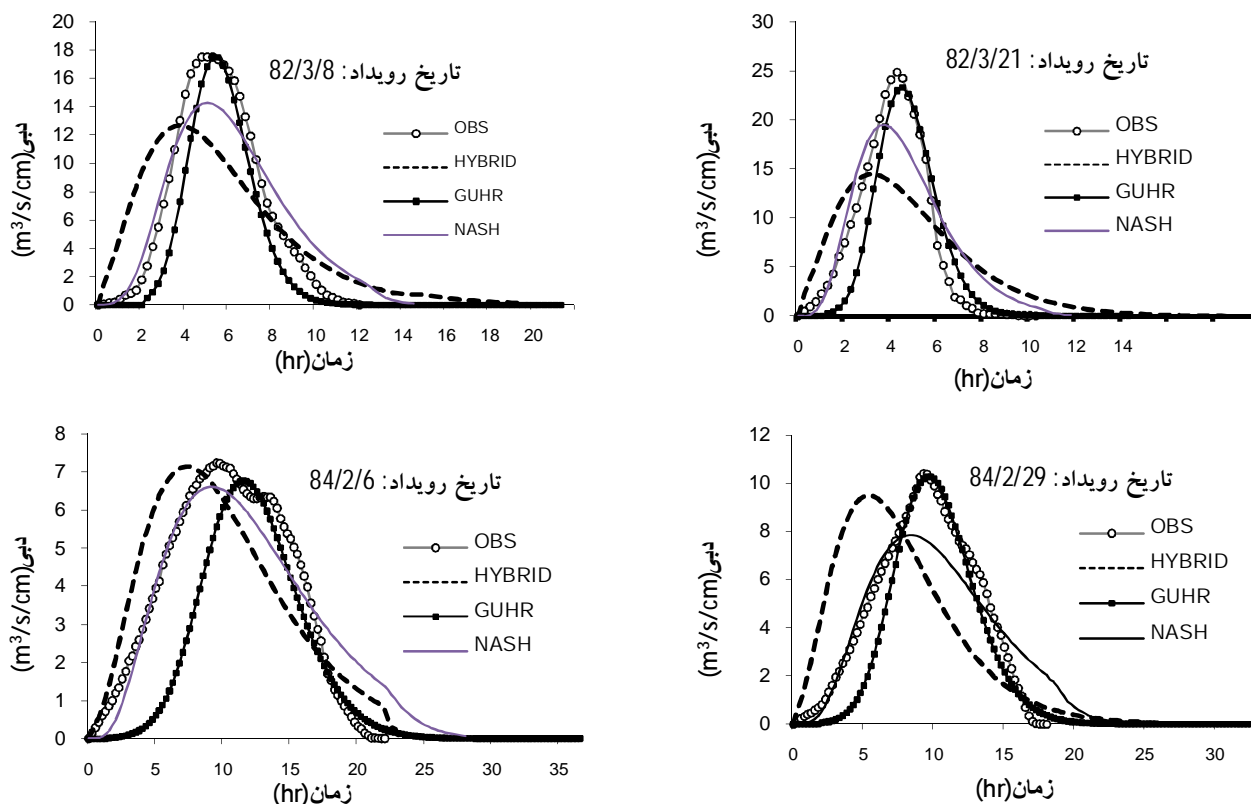 20
18
16
14
12
10
8
6
4
2
0
دبی(m³/s/cm)
تاریخ رویداد: 82/3/8
OBS
HYBRID
GUHR
NASH
0 2 4 6 8 10 12 14 16 18 20
زمان(hr)
30
25
20
15
10
5
0
دبی(m³/s/cm)
تاریخ رویداد: 82/3/21
OBS
HYBRID
GUHR
NASH
0 2 4 6 8 10 12 14
زمان(hr)
8
7
6
5
4
3
2
1
0
دبی(m³/s/cm)
تاریخ رویداد: 84/2/6
OBS
HYBRID
GUHR
NASH
0 5 10 15 20 25 30 35
زمان(hr)
12
10
8
6
4
2
0
دبی(m³/s/cm)
تاریخ رویداد: 84/2/29
OBS
HYBRID
GUHR
NASH
0 5 10 15 20 25 30
زمان(hr)